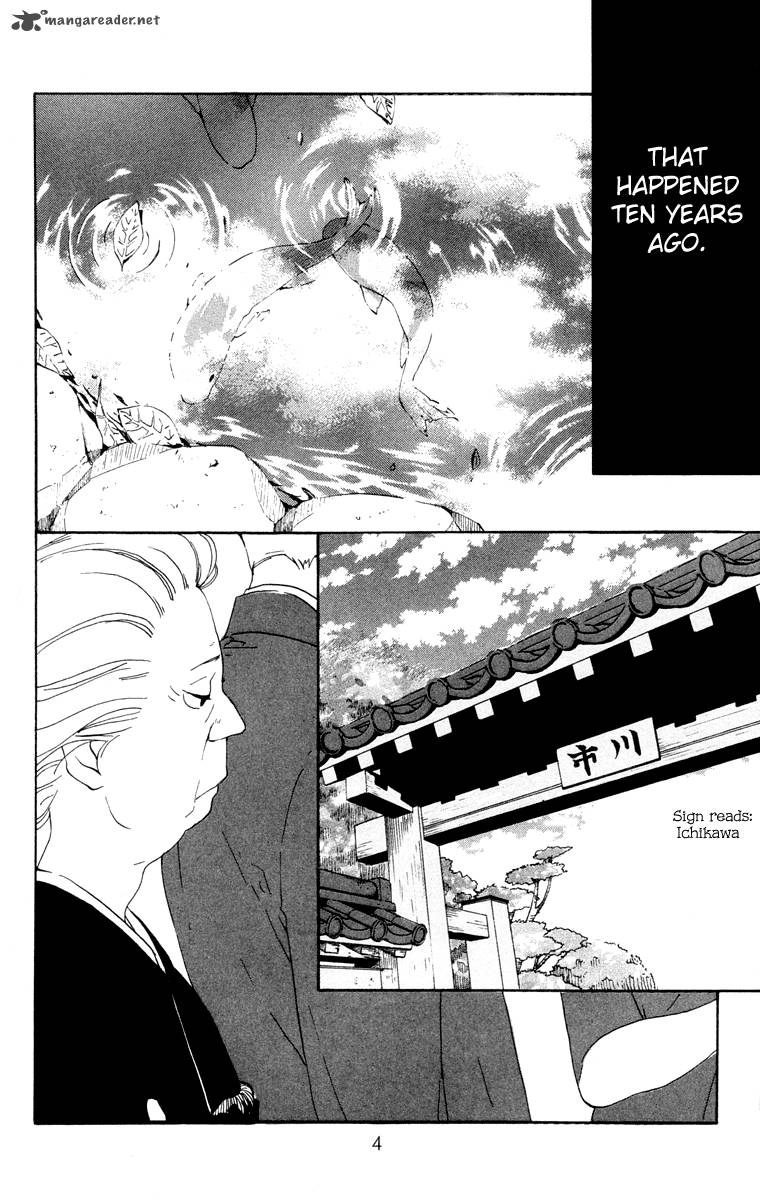 mangareader.net
THAT
HAPPENED
TEN YEARS
AGO.
市川
Sign reads:
Ichikawa
4